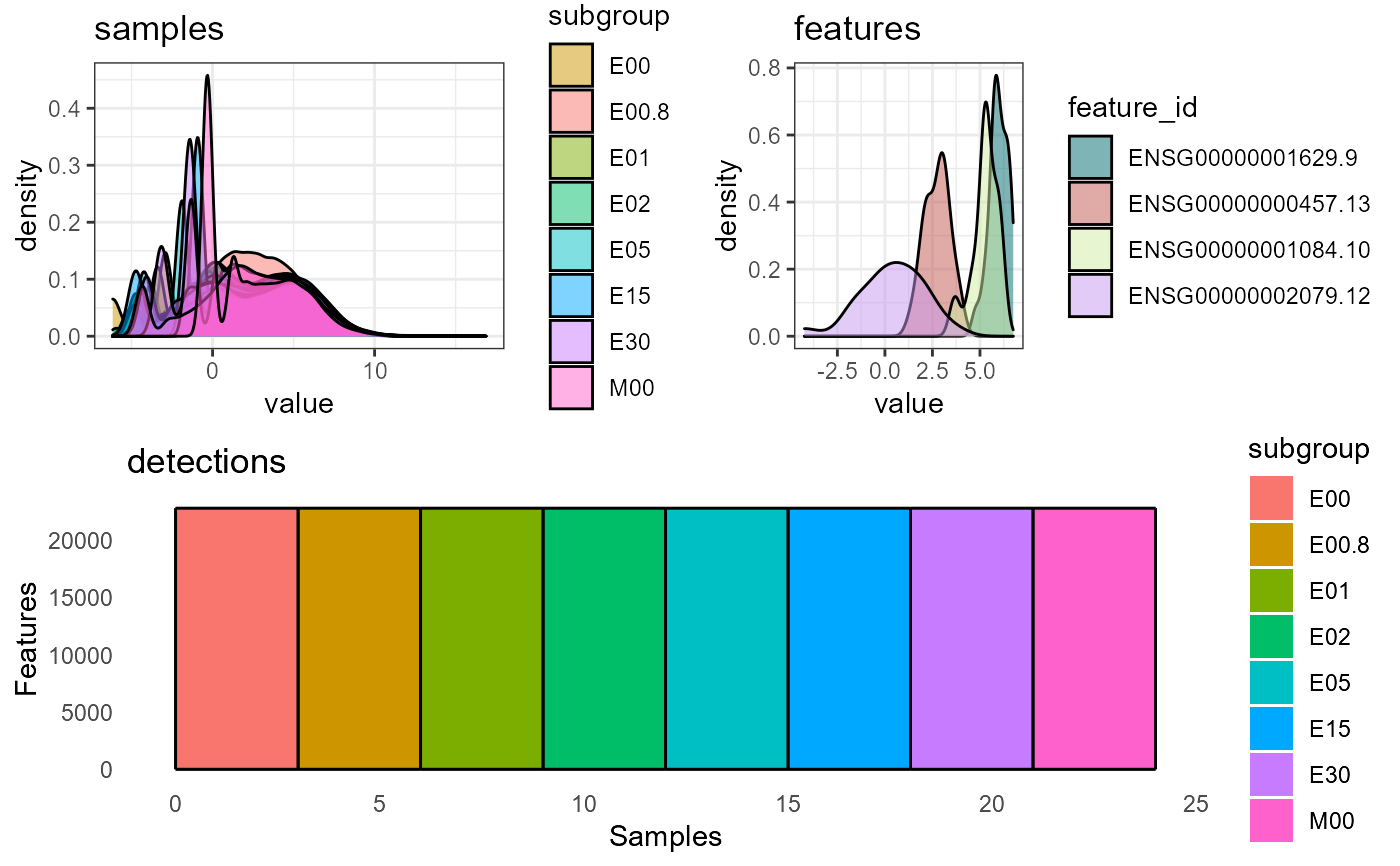 samples
density
0.4
0.3
0.2
0.1
0.0
0
10
value
subgroup
E00
E00.8
E01
E02
E05
E15
E30
M00
features
density
0.8
0.6
0.4
0.2
0.0
-2.5
0.0
2.5
5.0
value
feature_id
ENSG00000001629.9
ENSG00000000457.13
ENSG00000001084.10
ENSG00000002079.12
detections
Features
20000
15000
10000
5000
0
0
5
10
15
20
25
Samples
subgroup
E00
E00.8
E01
E02
E05
E15
E30
M00